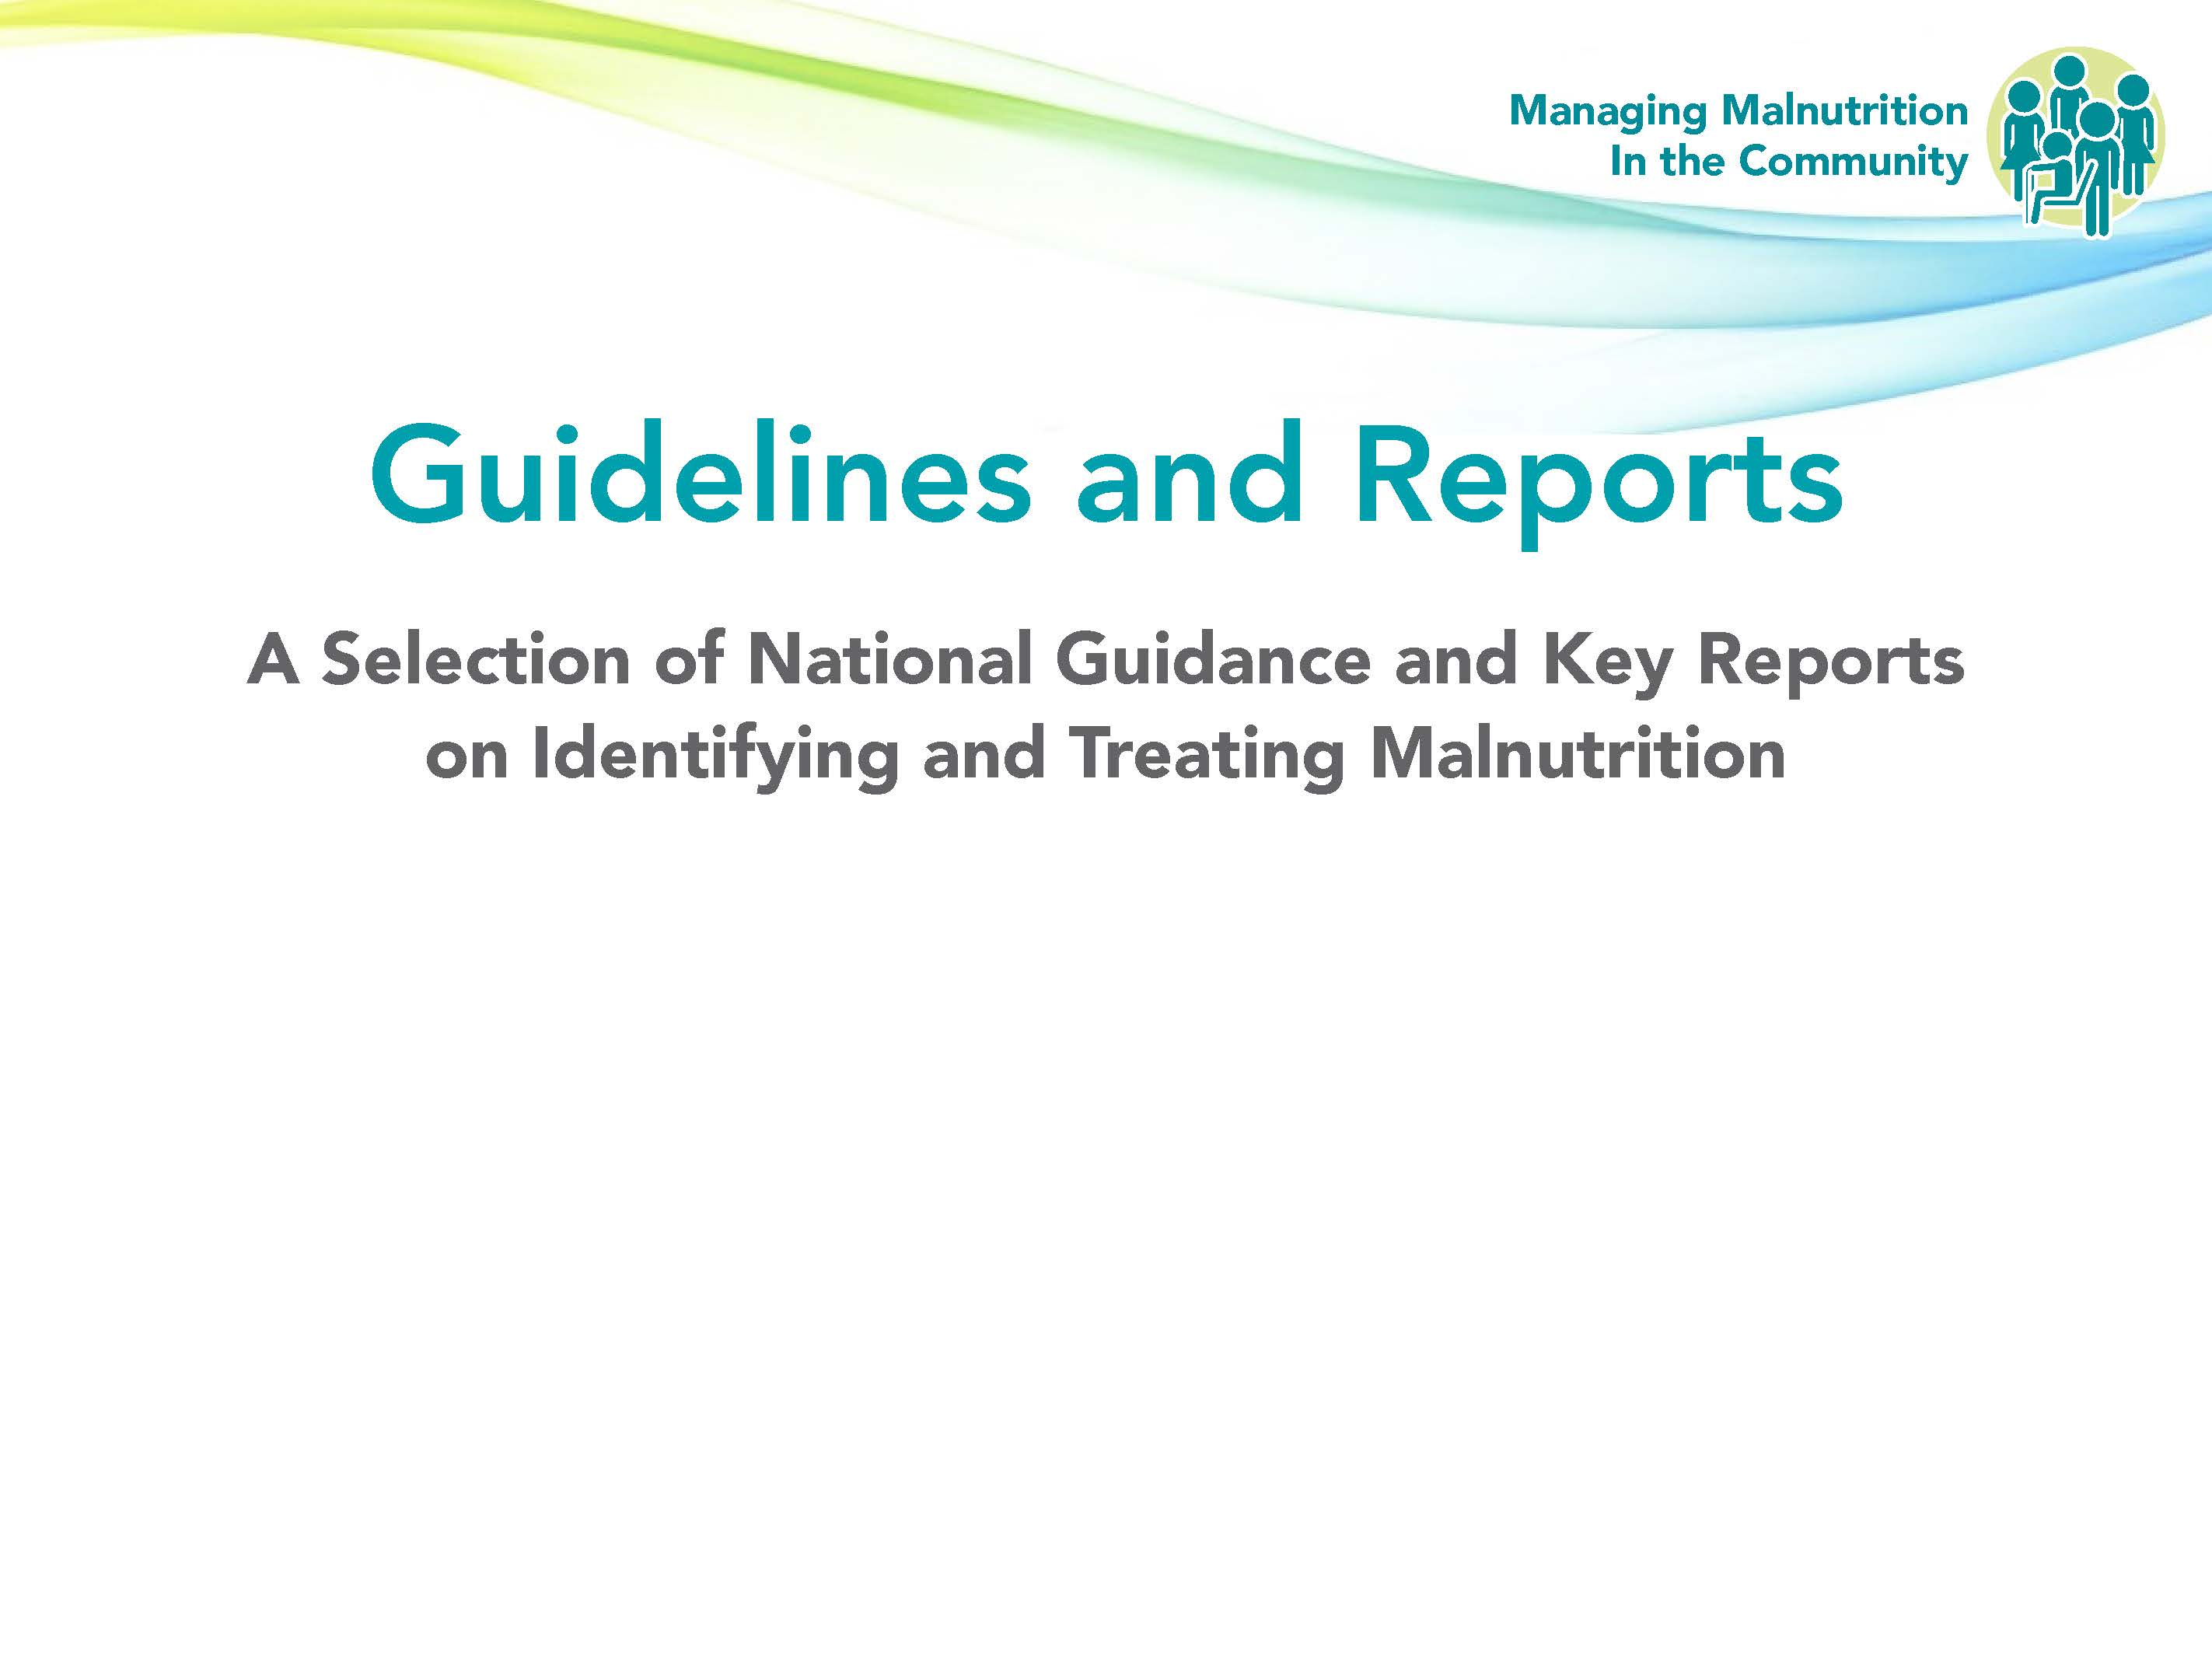 Managing Malnutrition
In the Community
Guidelines and Reports
A Selection of National Guidance and Key Reports
on Identifying and Treating Malnutrition